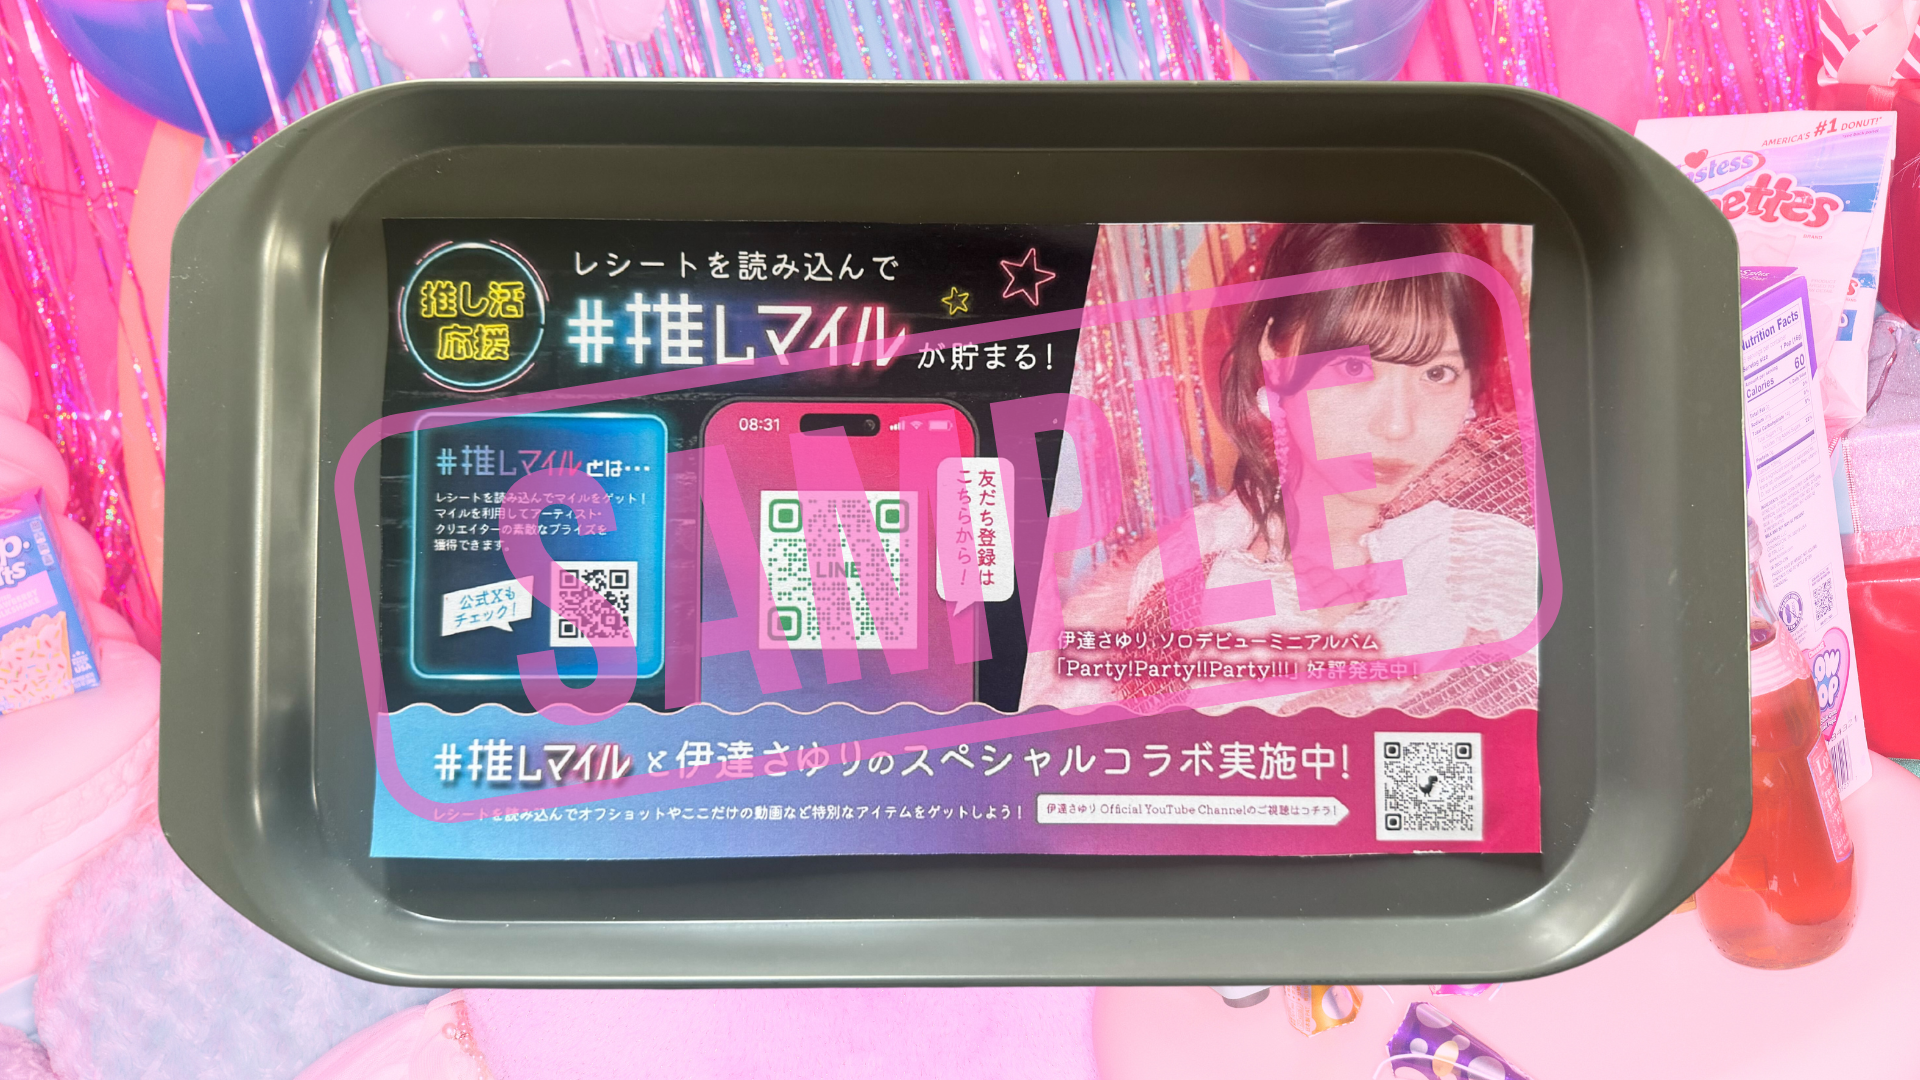 推し活
応援
レシートを読み込んで
#推しマイル
が貯まる!
#推しマイルとは…
レシートを読み込んでマイルをゲット!
マイルを利用してアーティスト・
クリエイターの素敵なプライズを
獲得できます。
公式Xも
チェック!
08:31
LINE
友だち登録は
こちらから!
伊達さゆり、ソロデビューミニアルバム
「Party!Party!!Party!!!」好評発売中!
#推しマイルと伊達さゆりのスペシャルコラボ実施中!
レシートを読み込んでオフショットやここだけの動画など特別なアイテムをゲットしよう!
伊達さゆり Official YouTube Channelのご視聴はコチラ!
SAMPLE
AMERICA'S #1 DONUT!
Nutrition Facts
60
Calories